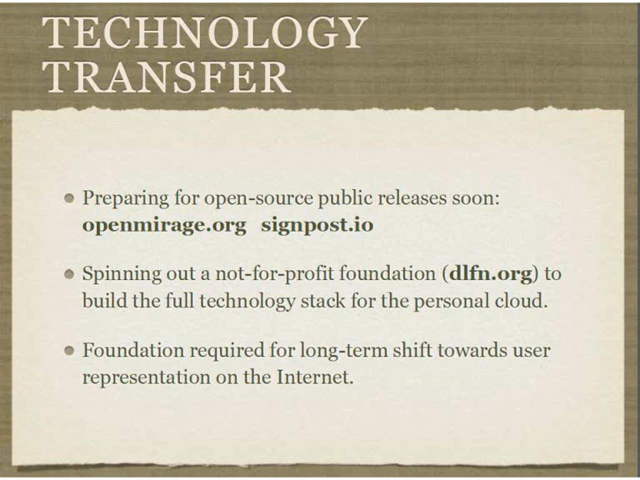 TECHNOLOGY
TRANSFER
Preparing for open-source public releases soon:
openmirage.org signpost.io
Spinning out a not-for-profit foundation (dlfn.org) to
build the full technology stack for the personal cloud.
Foundation required for long-term shift towards user
representation on the Internet.